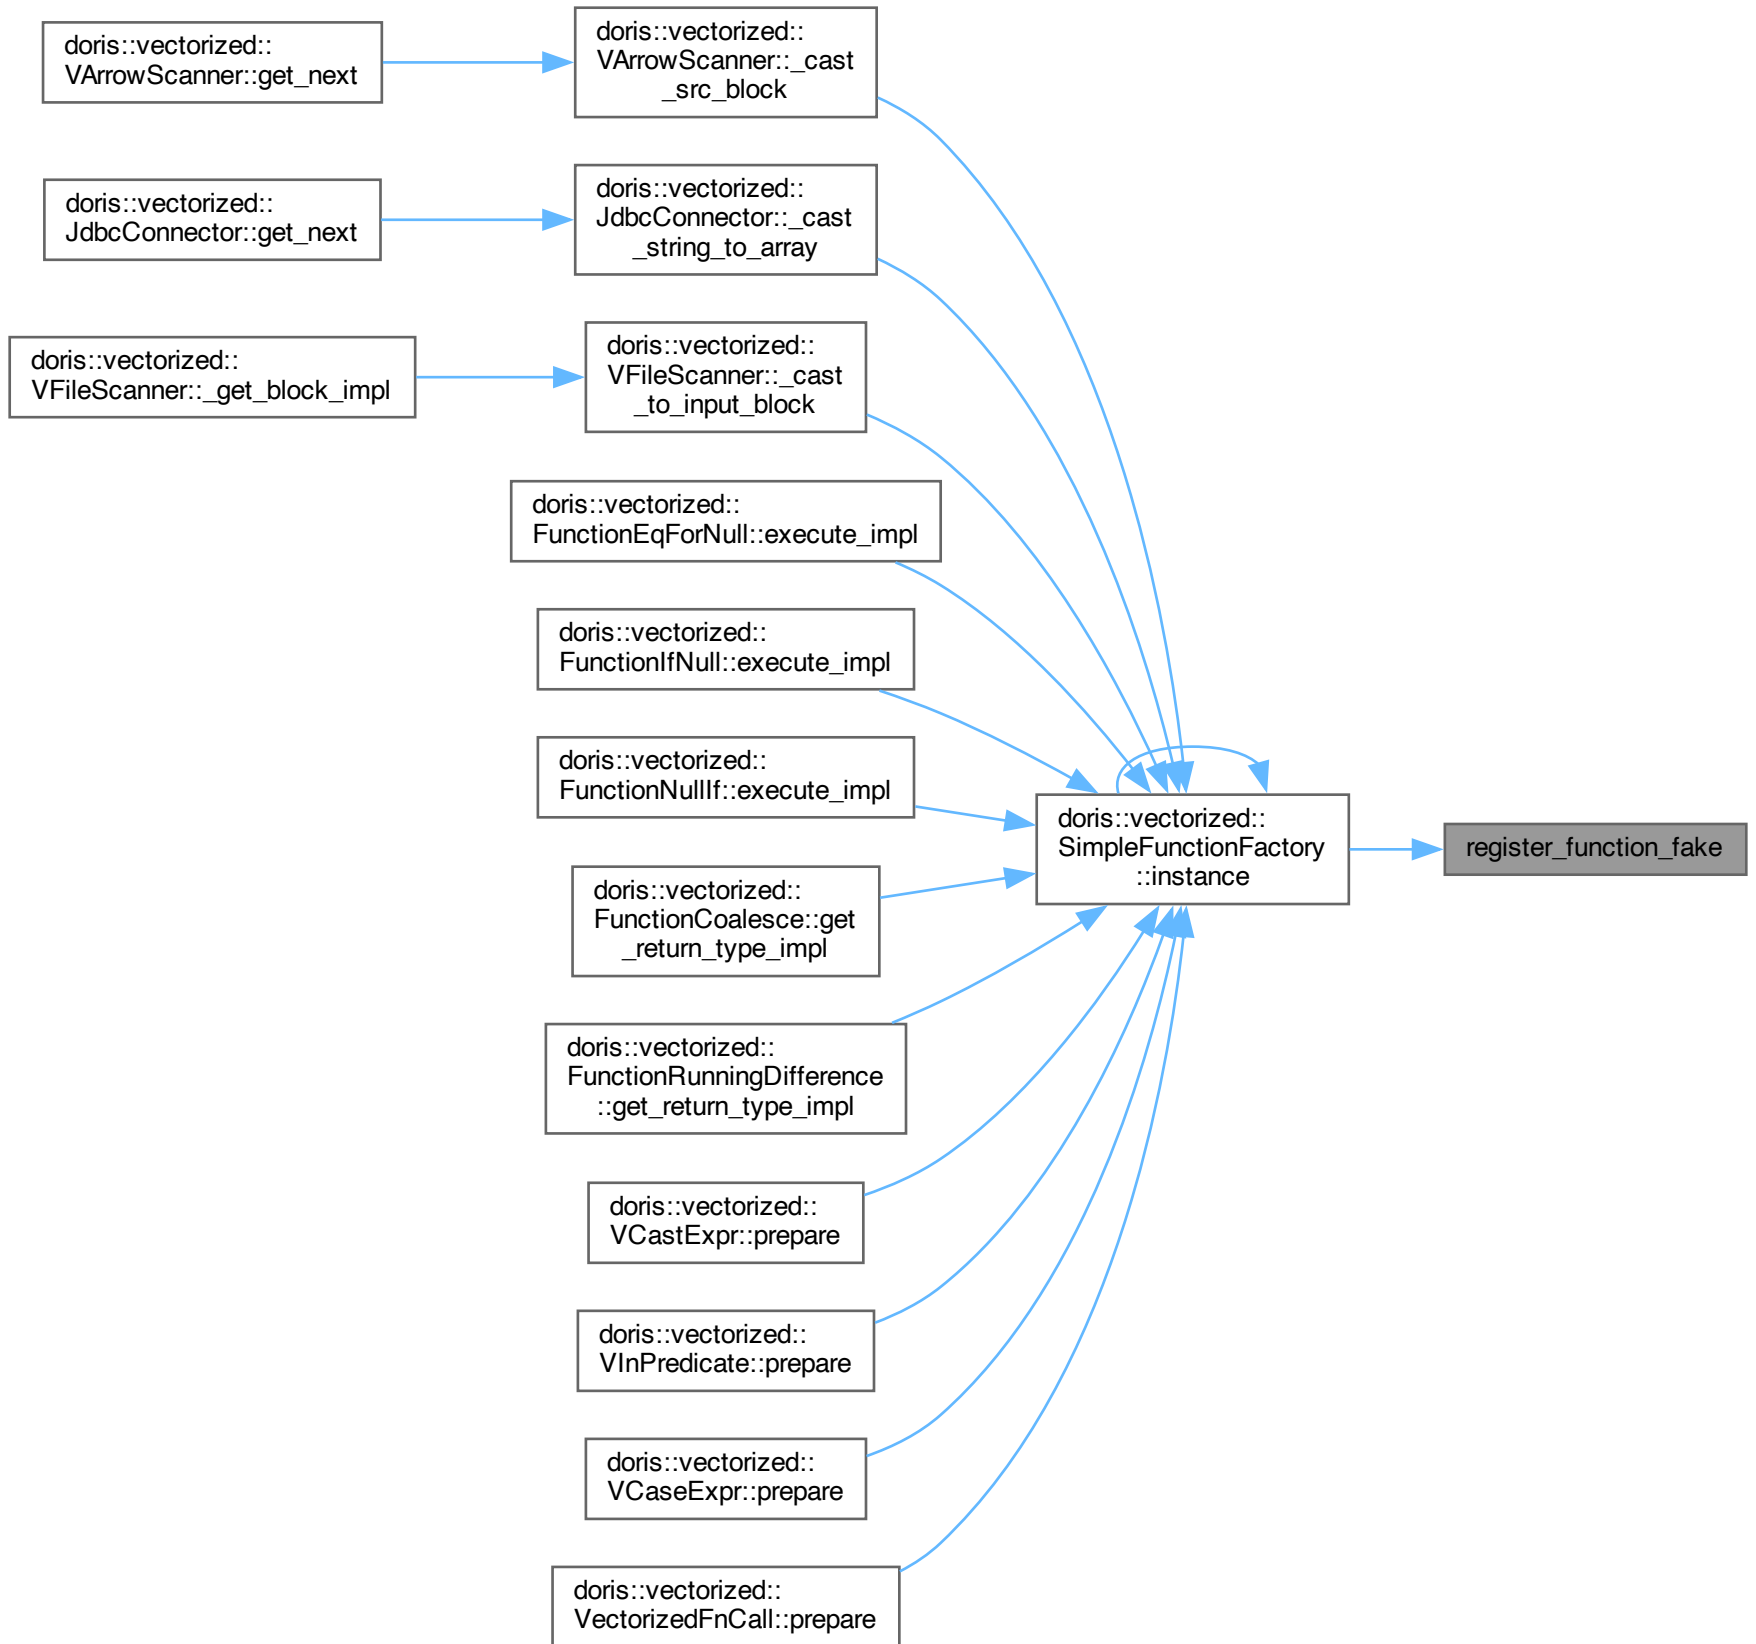 doris::vectorized::
VArrowScanner::get_next
doris::vectorized::
VArrowScanner::_cast
_src_block
doris::vectorized::
JdbcConnector::get_next
doris::vectorized::
JdbcConnector::_cast
_string_to_array
doris::vectorized::
VFileScanner::_get_block_impl
doris::vectorized::
VFileScanner::_cast
_to_input_block
doris::vectorized::
FunctionEqForNull::execute_impl
doris::vectorized::
FunctionIfNull::execute_impl
doris::vectorized::
FunctionNullIf::execute_impl
doris::vectorized::
SimpleFunctionFactory
::instance
register_function_fake
doris::vectorized::
FunctionCoalesce::get
_return_type_impl
doris::vectorized::
FunctionRunningDifference
::get_return_type_impl
doris::vectorized::
VCastExpr::prepare
doris::vectorized::
VInPredicate::prepare
doris::vectorized::
VCaseExpr::prepare
doris::vectorized::
VectorizedFnCall::prepare